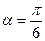 α = π/6